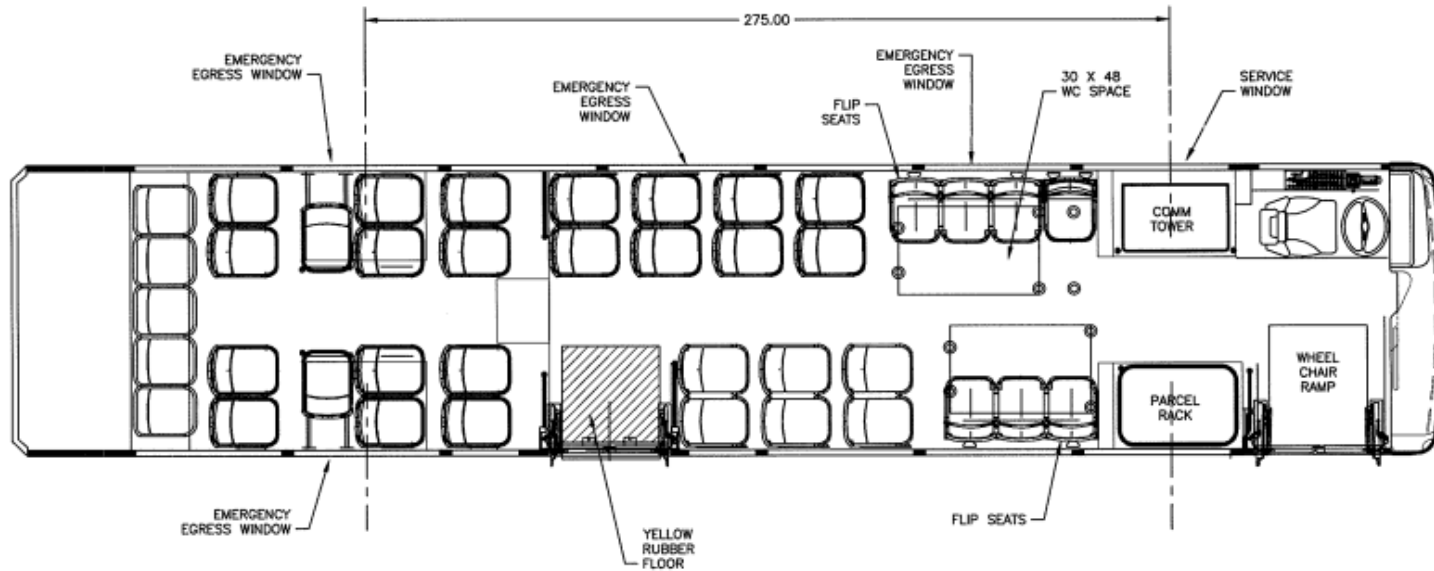 275.00
EMERGENCY
EGRESS WINDOW
EMERGENCY
EGRESS
WINDOW
EMERGENCY
EGRESS
WINDOW
FLIP
SEATS
30 X 48
WC SPACE
SERVICE
WINDOW
COMM
TOWER
WHEEL
CHAIR
RAMP
PARCEL
RACK
EMERGENCY
EGRESS WINDOW
YELLOW
RUBBER
FLOOR
FLIP SEATS